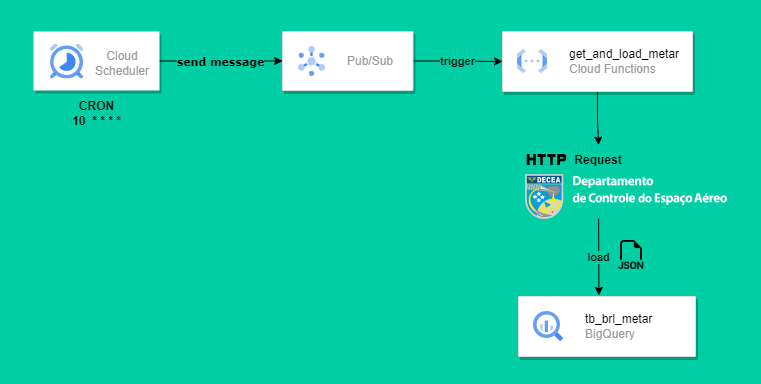 Cloud
Scheduler
send message
Pub/Sub
trigger
get_and_load_metar
Cloud Functions
CRON
10 * * * *
HTTP Request
DECEA
Departamento
de Controle do Espaço Aéreo
load
JSON
tb_brl_metar
BigQuery